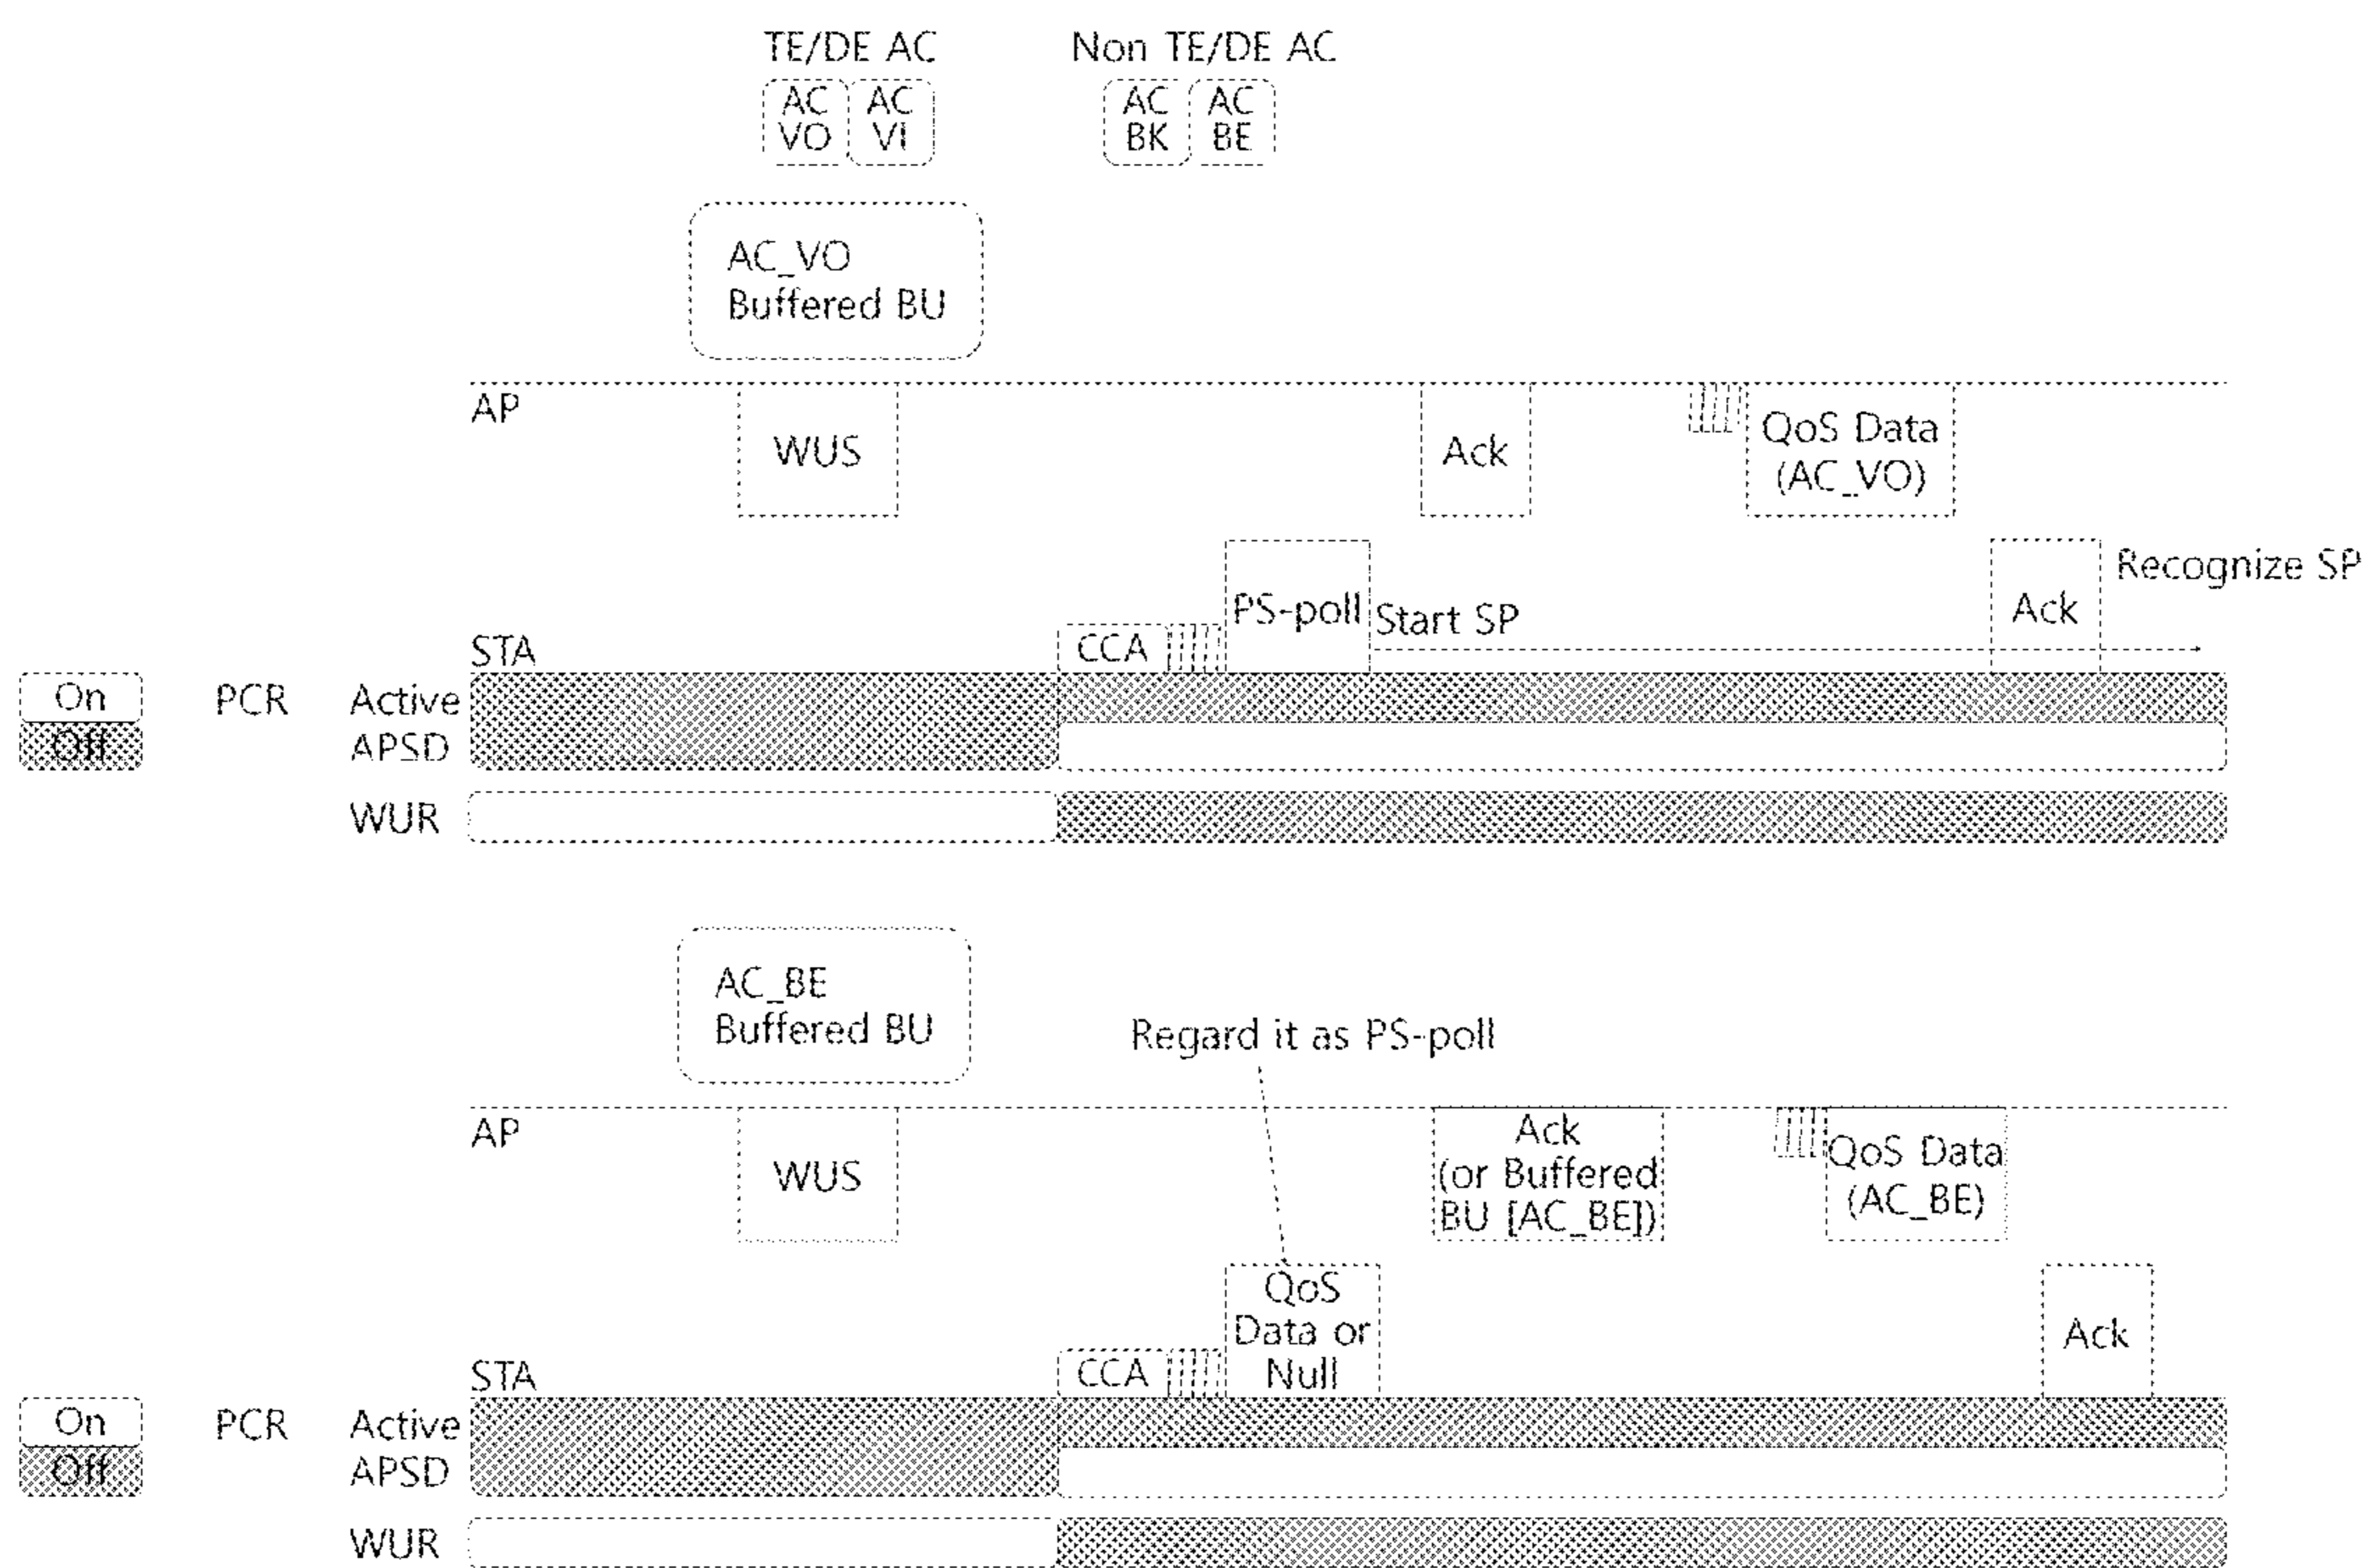 TE/DE AC
Non TE/DE AC
AC VO
AC VI
AC BK
AC BE
AC_VO
Buffered BU
AP
WUS
Ack
QoS Data
(AC_VO)
PS-poll
Start SP
Ack
Recognize SP
STA
CCA
On
Off
PCR
Active
APSD
WUR
AC_BE
Buffered BU
Regard it as PS-poll
AP
WUS
Ack
(or Buffered
BU [AC_BE])
QoS Data
(AC_BE)
QoS
Data or
Null
Ack
STA
CCA
On
Off
PCR
Active
APSD
WUR